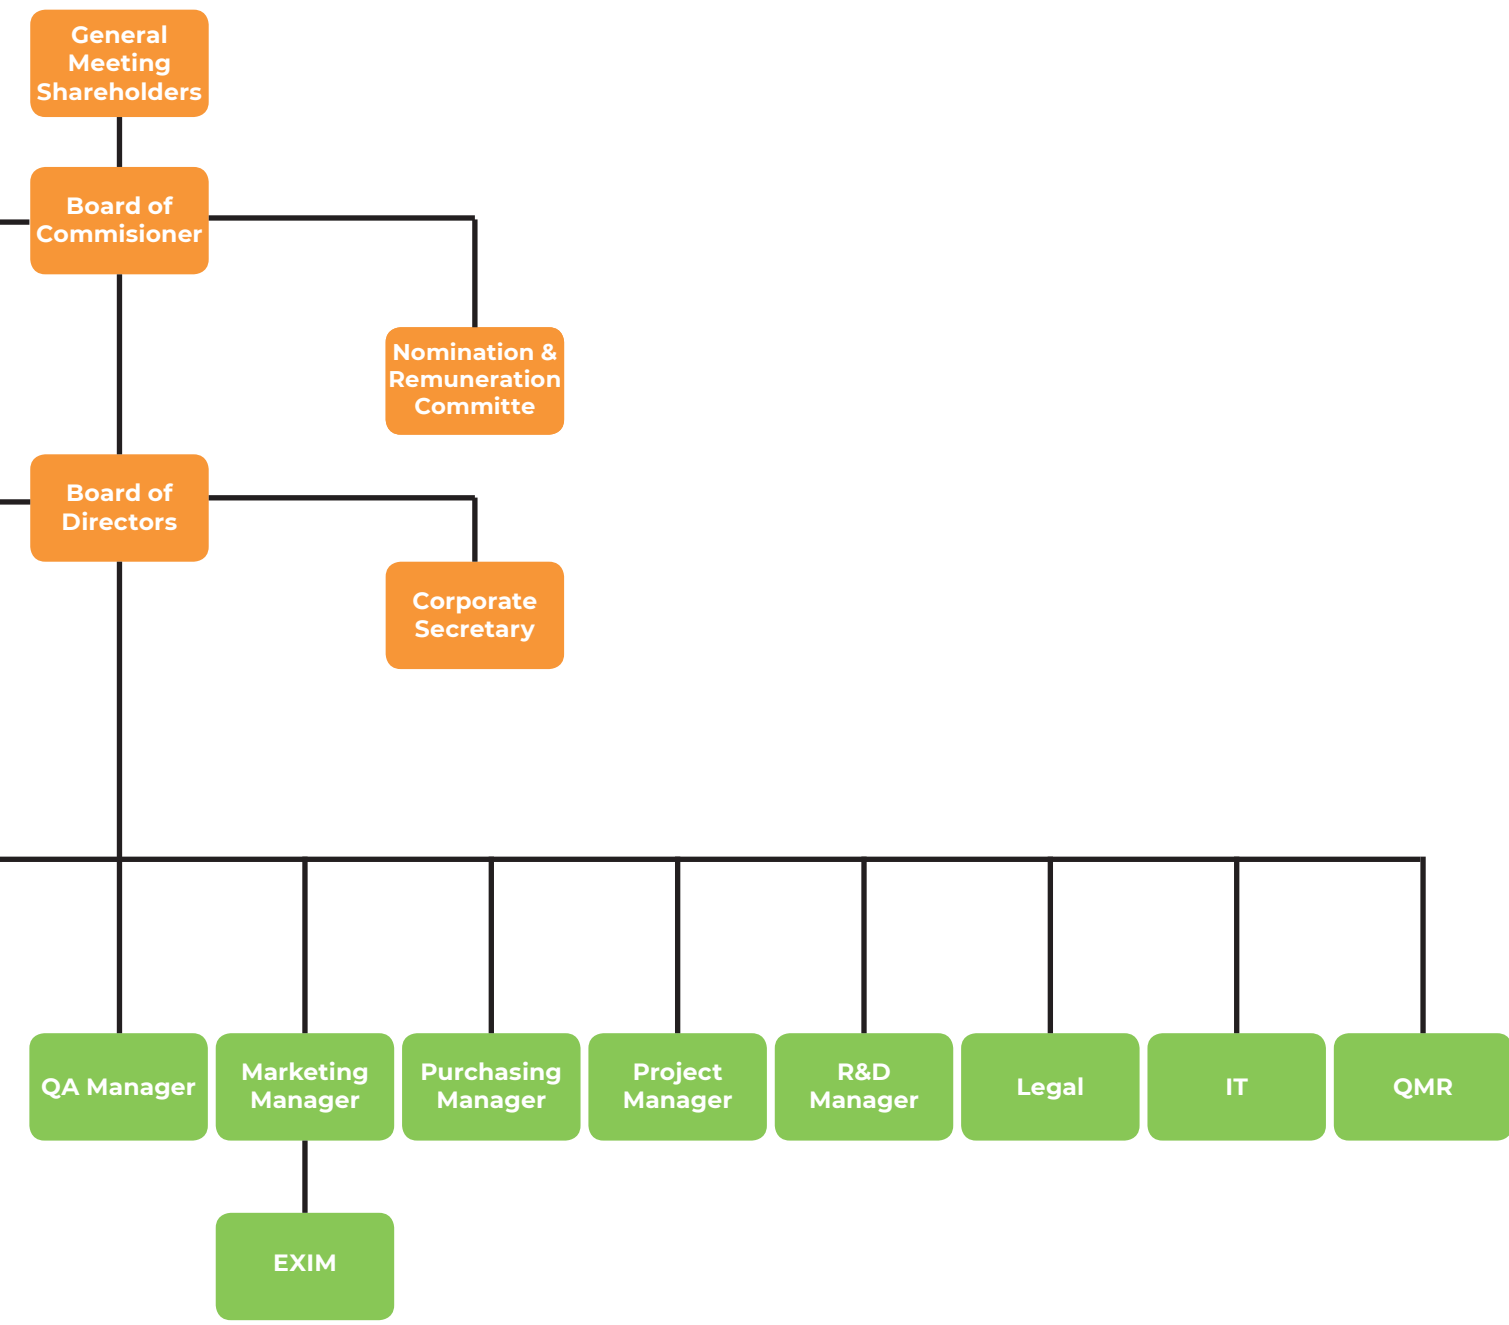 General
Meeting
Shareholders
Board of
Commisioner
Nomination &
Remuneration
Committe
Board of
Directors
Corporate
Secretary
QA Manager
Marketing
Manager
Purchasing
Manager
Project
Manager
R&D
Manager
Legal
IT
QMR
EXIM